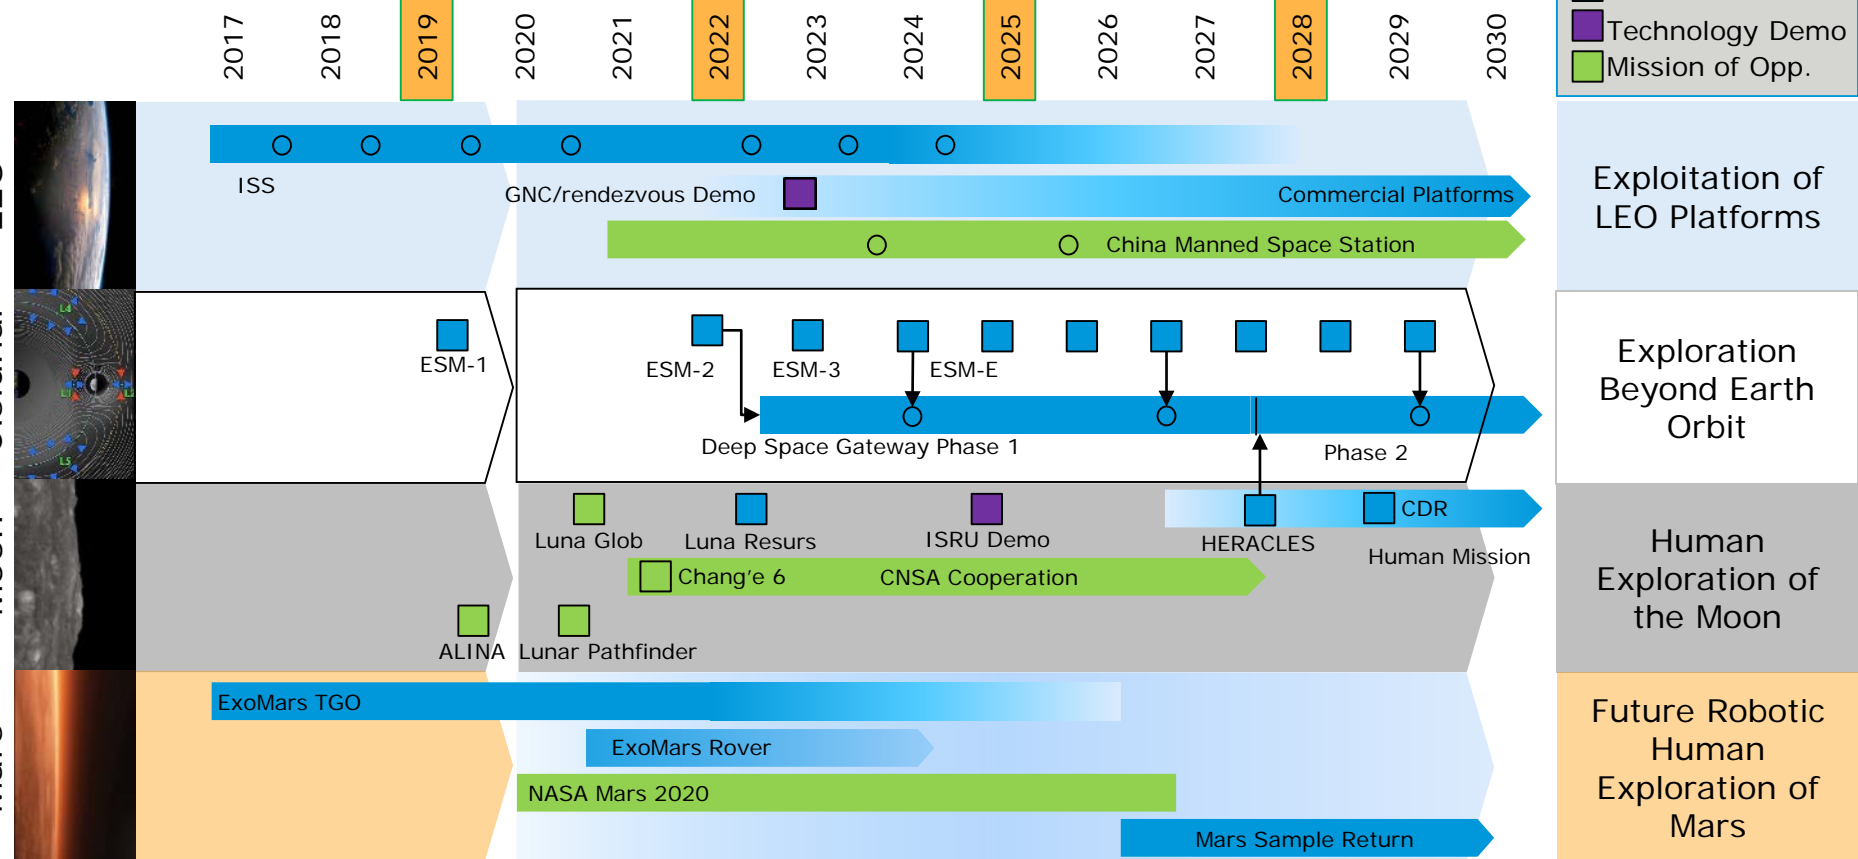 2017
2018
2019
2020
2021
2022
2023
2024
2025
2026
2027
2028
2029
2030
Technology Demo
Mission of Opp.
ISS
GNC/rendezvous Demo
Commercial Platforms
China Manned Space Station
Exploitation of
LEO Platforms
L4
L1
L5
ESM-1
ESM-2
ESM-3
ESM-E
Deep Space Gateway Phase 1
Phase 2
Exploration
Beyond Earth
Orbit
Luna Glob
Luna Resurs
ISRU Demo
HERACLES
CDR
Human Mission
Chang'e 6
CNSA Cooperation
ALINA
Lunar Pathfinder
Human
Exploration of
the Moon
ExoMars TGO
ExoMars Rover
NASA Mars 2020
Mars Sample Return
Future Robotic
Human
Exploration of
Mars